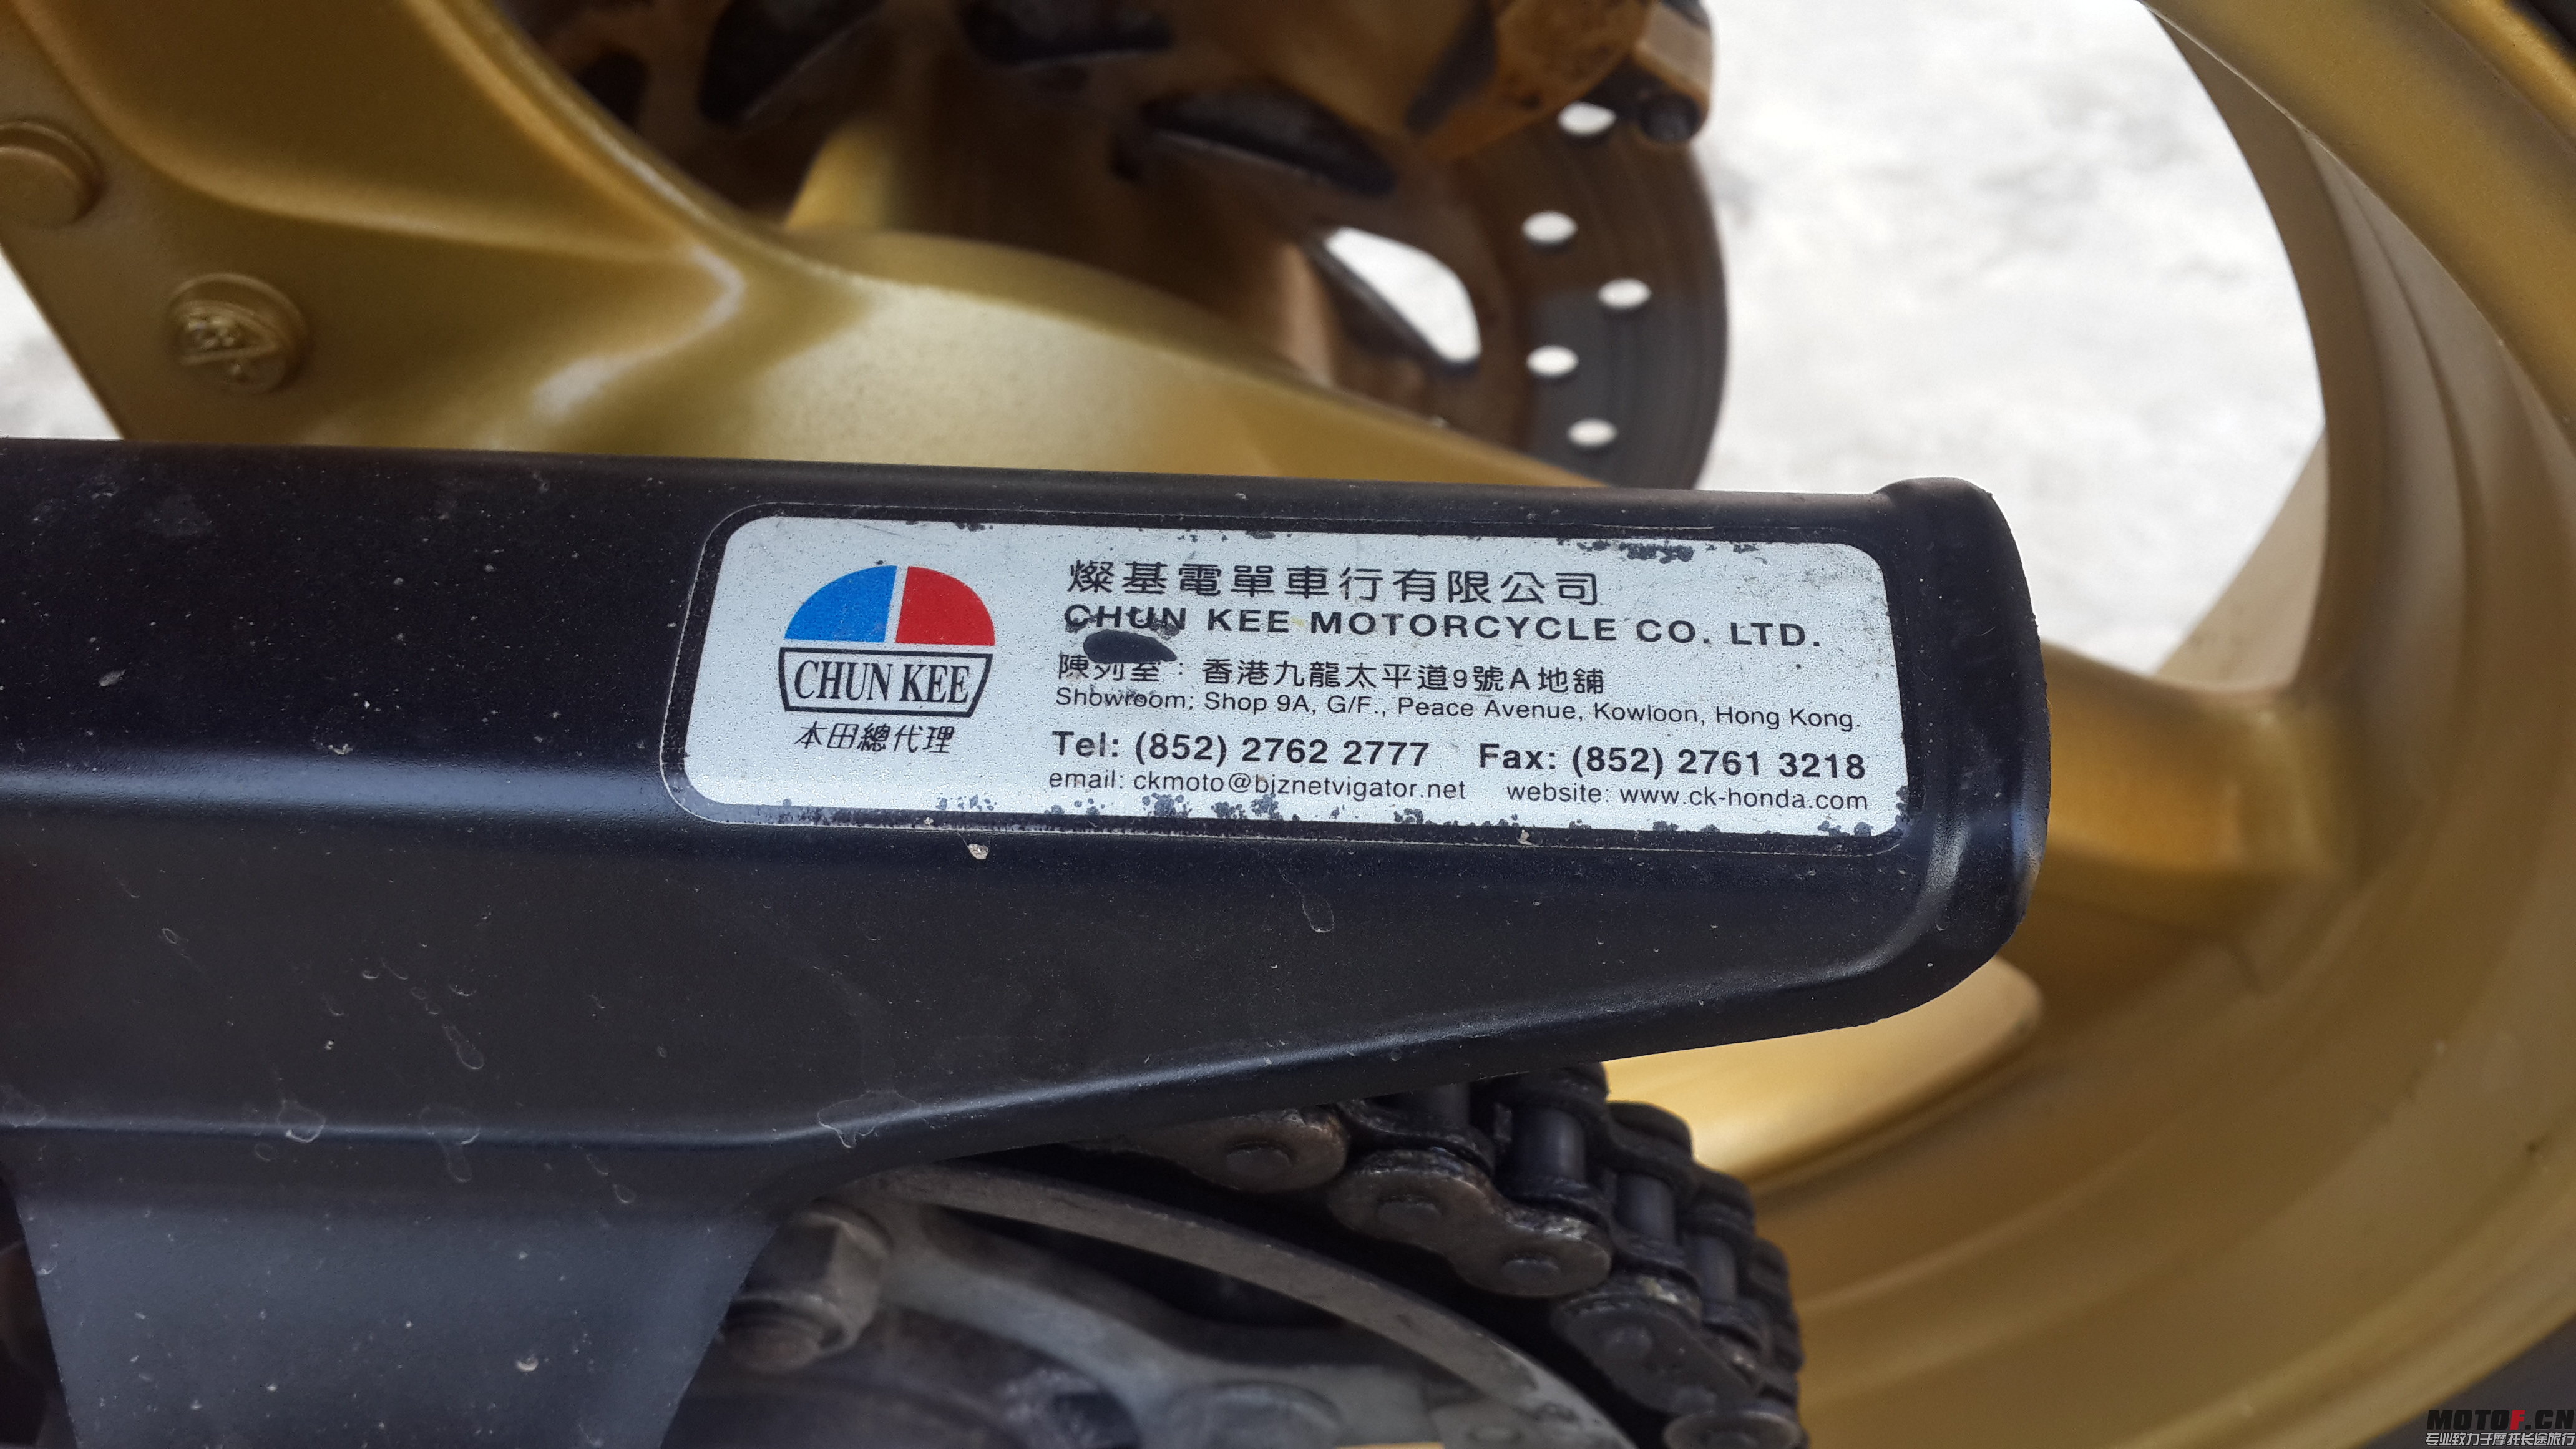 燦基電單車行有限公司
CHUN KEE MOTORCYCLE CO. LTD.
陳列室：香港九龍太平道9號A地舖
Showroom: Shop 9A, G/F., Peace Avenue, Kowloon, Hong Kong.
Tel: (852) 2762 2777 Fax: (852) 2761 3218
email: ckmoto@biznetvigator.net website: www.ck-honda.com
CHUN KEE
本田總代理
MOTOF.CN
专业致力于摩托长途旅行